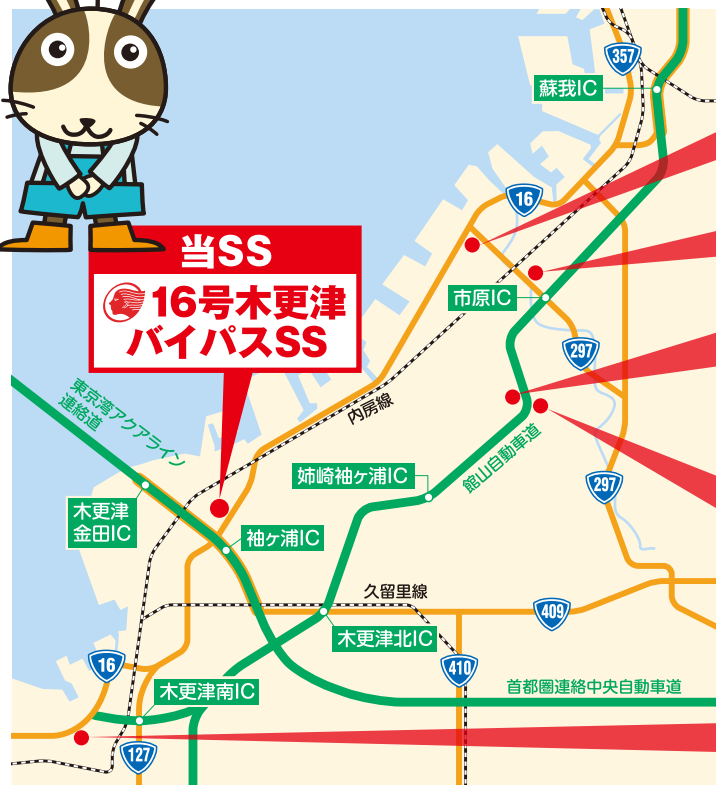 357
蘇我IC
16
当SS
16号木更津
バイパスSS
市原IC
297
東京湾アクアライン
連絡道
内房線
館山自動車道
姉崎袖ヶ浦IC
297
木更津
金田IC
袖ヶ浦IC
久留里線
409
木更津北IC
16
410
木更津南IC
首都圏連絡中央自動車道
127